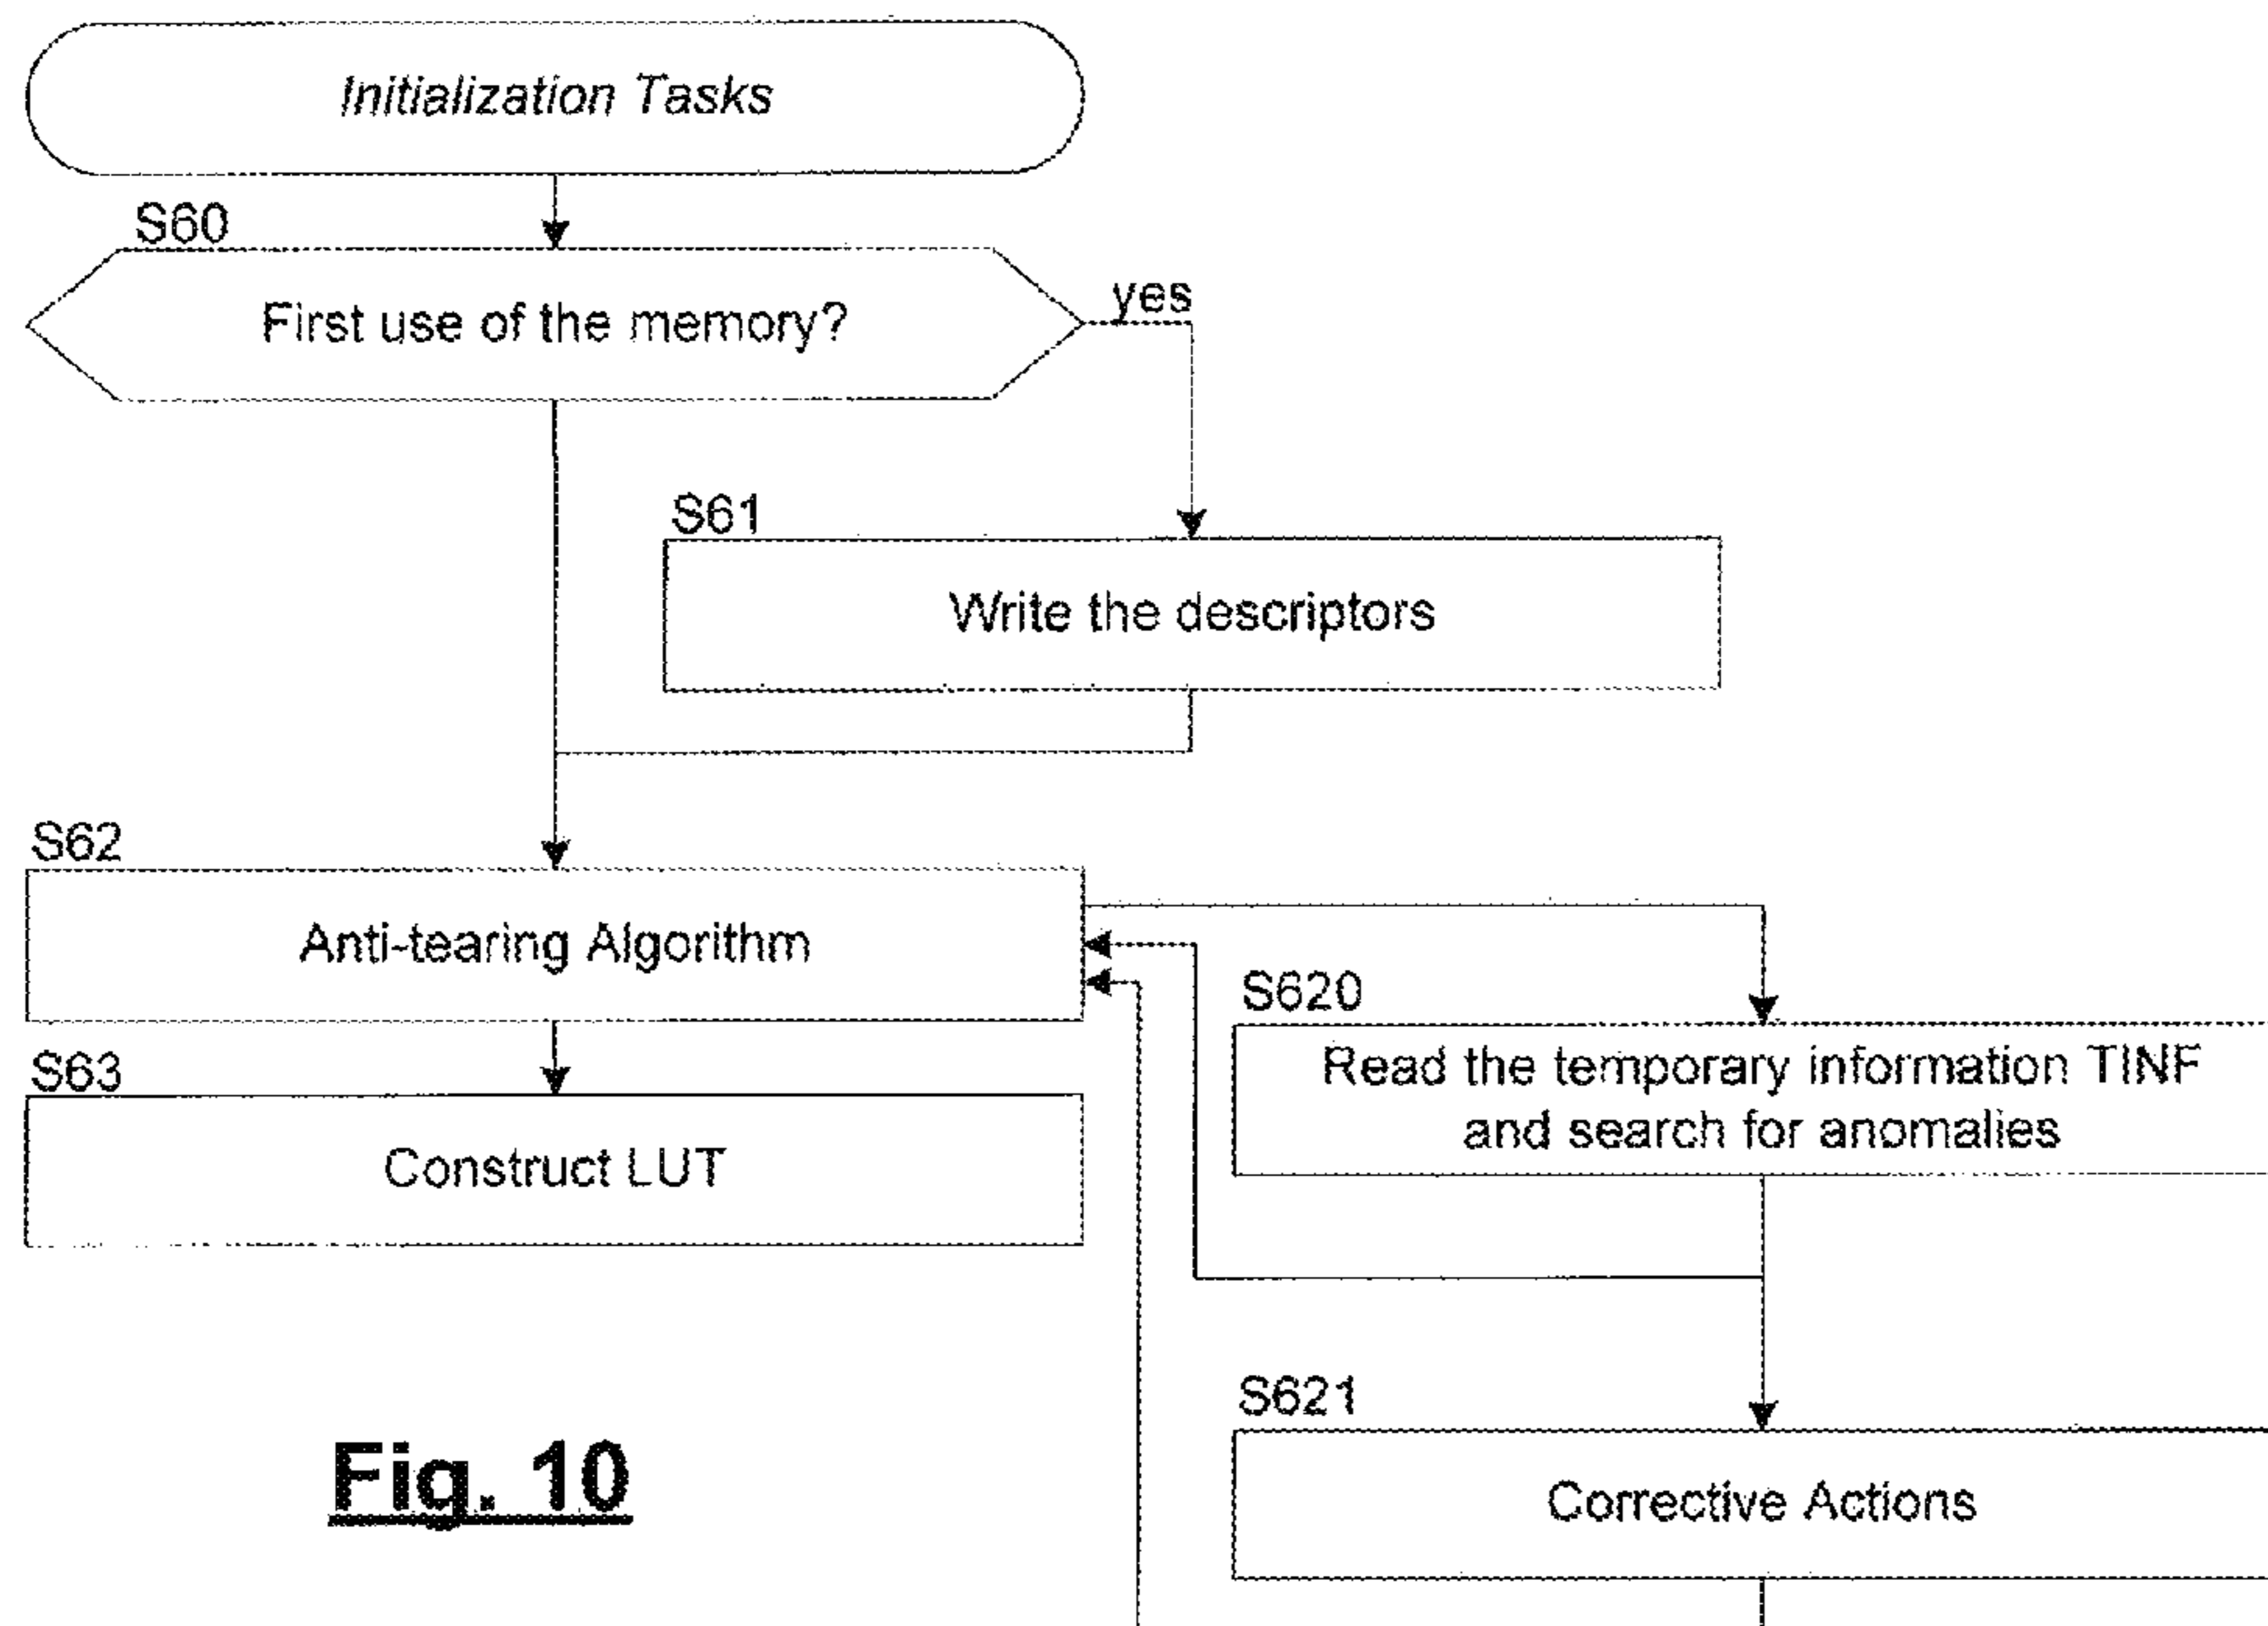 Initialization Tasks
S60
First use of the memory?
yes
S61
Write the descriptors
S62
Anti-tearing Algorithm
S620
Read the temporary information TINF
and search for anomalies
S63
Construct LUT
S621
Corrective Actions
Fig. 10